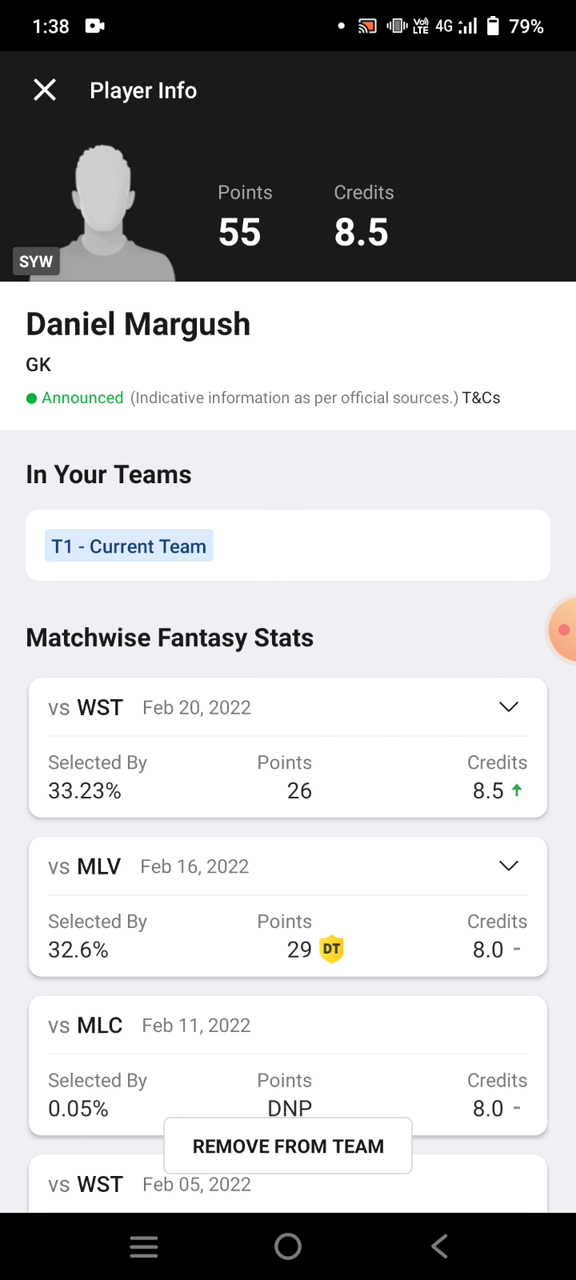 1:38 Vo) LTE 4G 79%
Player Info
Points Credits
55 8.5
SYW
Daniel Margush
GK
Announced (Indicative information as per official sources.) T&Cs
In Your Teams
T1 - Current Team
Matchwise Fantasy Stats
vs WST Feb 20, 2022
Selected By Points Credits
33.23% 26 8.5
vs MLV Feb 16, 2022
Selected By Points Credits
32.6% 29 DT 8.0 -
vs MLC Feb 11, 2022
Selected By Points Credits
0.05% DNP 8.0 -
REMOVE FROM TEAM
vs WST Feb 05, 2022